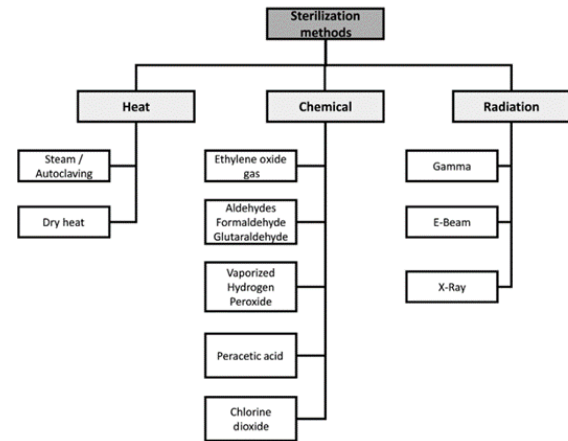 Sterilization
methods
Heat
Chemical
Radiation
Steam /
Autoclaving
Dry heat
Ethylene oxide
gas
Aldehydes
Formaldehyde
Glutaraldehyde
Vaporized
Hydrogen
Peroxide
Peracetic acid
Chlorine
dioxide
Gamma
E-Beam
X-Ray